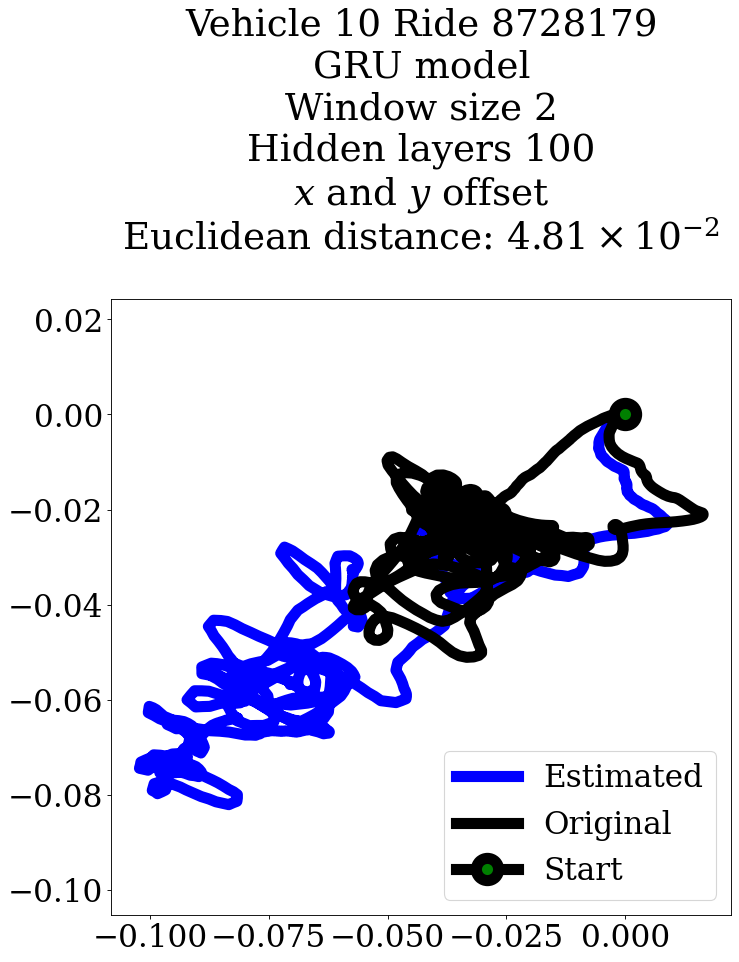 Vehicle 10 Ride 8728179
GRU model
Window size 2
Hidden layers 100
x and y offset
Euclidean distance: 4.81 × 10⁻²
0.02
0.00
−0.02
−0.04
−0.06
−0.08
−0.10
Estimated
Original
Start
−0.100 −0.075 −0.050 −0.025 0.000